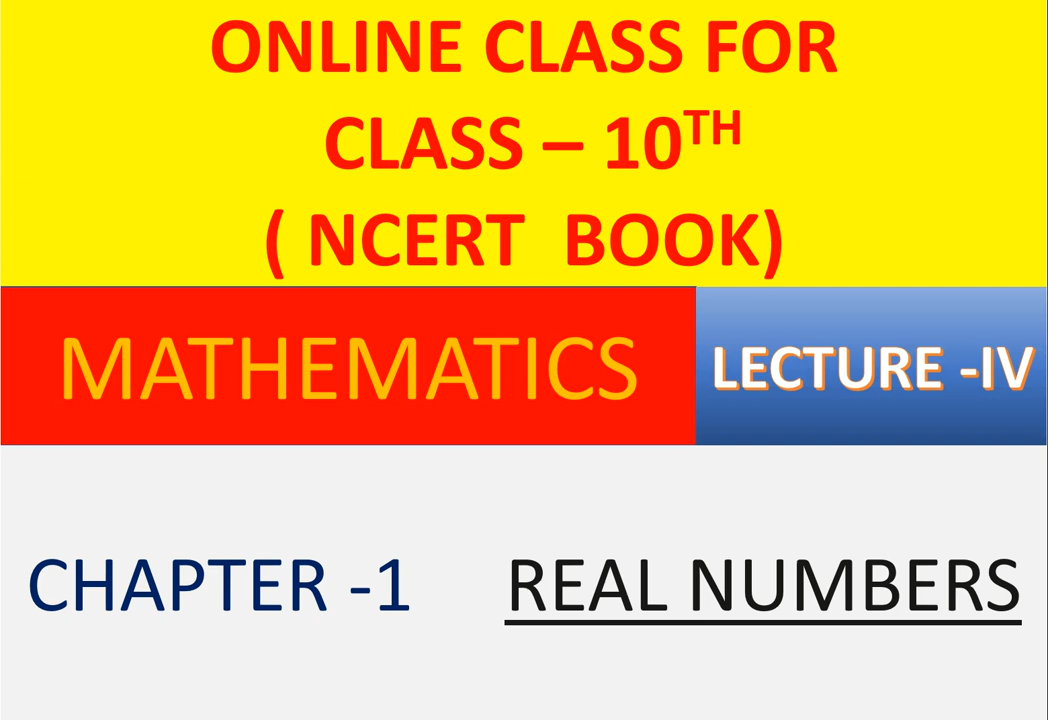 ONLINE CLASS FOR
CLASS – 10TH
( NCERT BOOK)
MATHEMATICS
LECTURE -IV
CHAPTER -1 REAL NUMBERS